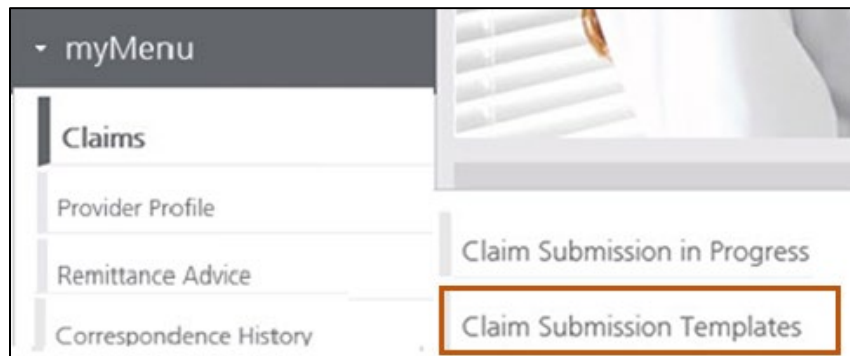 myMenu
Claims
Provider Profile
Remittance Advice
Correspondence History
Claim Submission in Progress
Claim Submission Templates